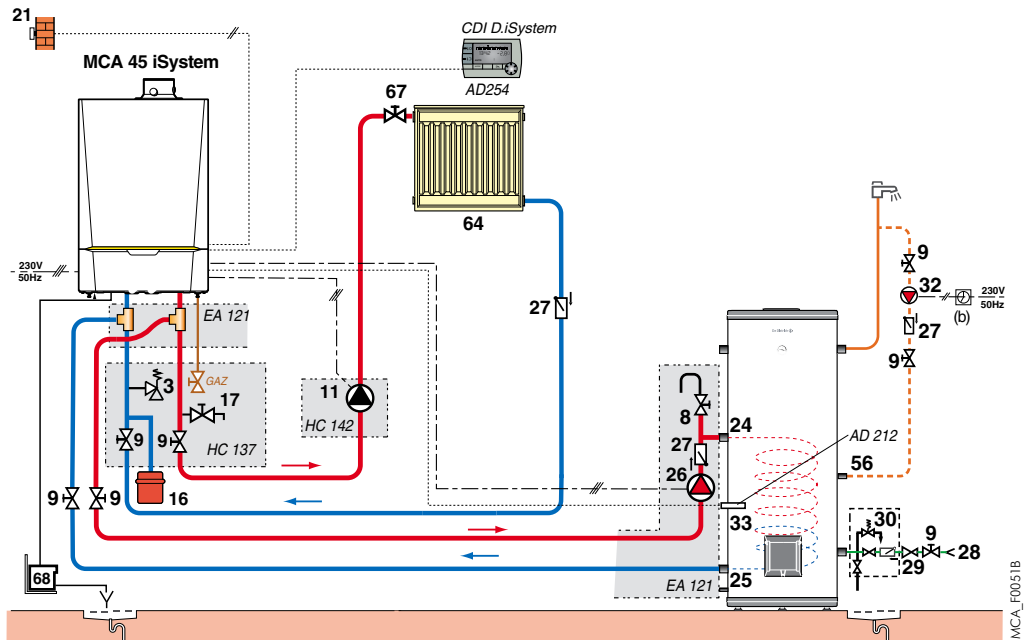 21
CDI D.iSystem
MCA 45 iSystem
AD254
67
64
230V
50Hz
EA 121
GAZ
3
17
9
9
HC 137
16
9
9
11
HC 142
27
9
32
230V
50Hz
(b)
27
9
8
24
27
26
AD 212
56
33
30
9
28
29
25
EA 121
68
MCA_F0051B